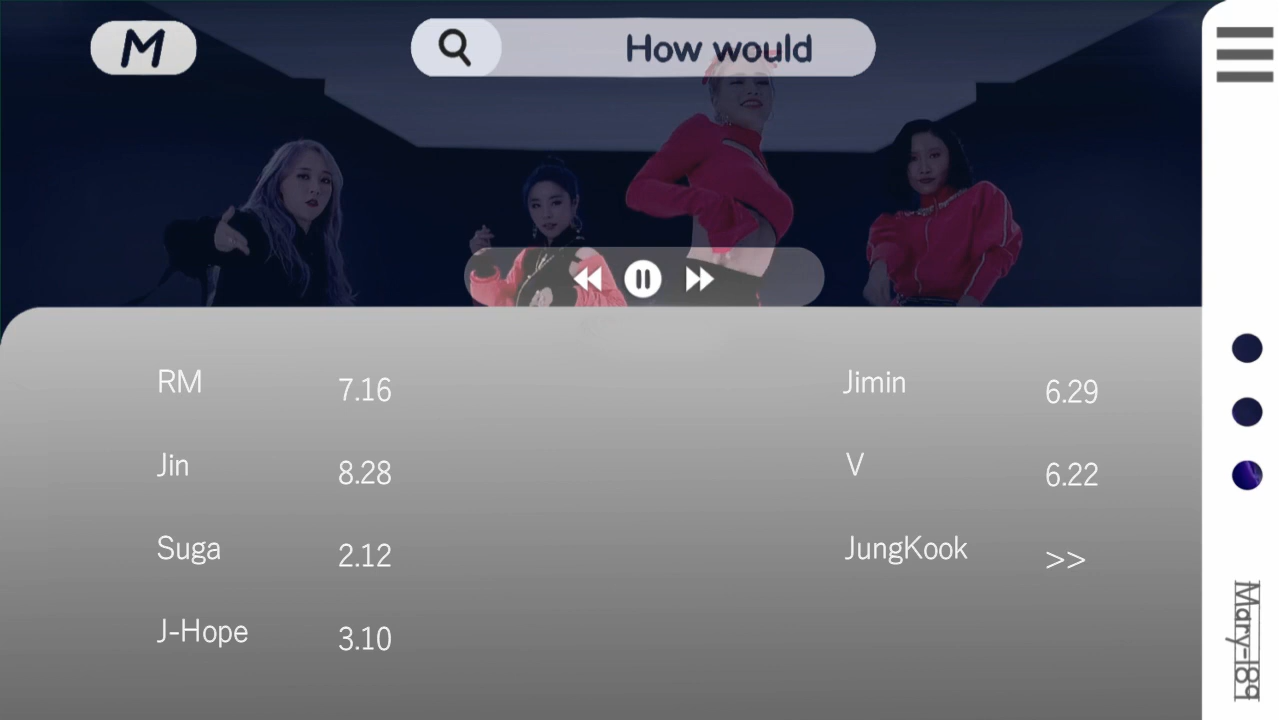 M
How would
RM 7.16
Jimin 6.29
Jin 8.28
V 6.22
Suga 2.12
JungKook >>
J-Hope 3.10
Mary-189